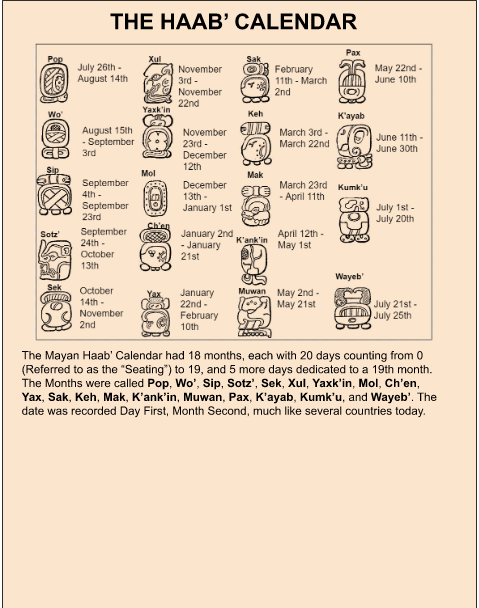 THE HAAB’ CALENDAR
Pop
July 26th -
August 14th
Wo'
August 15th
- September
3rd
Sip
September
4th -
September
23rd
Sotz'
September
24th -
October
13th
Sek
October
14th -
November
2nd
Xul
November
3rd -
November
22nd
Yaxk'in
November
23rd -
December
12th
Mol
December
13th -
January 1st
Ch'en
January 2nd
- January
21st
Yax
January
22nd -
February
10th
Sak
February
11th - March
2nd
Keh
March 3rd -
March 22nd
Mak
March 23rd
- April 11th
K'ank'in
April 12th -
May 1st
Muwan
May 2nd -
May 21st
Pax
May 22nd -
June 10th
K'ayab
June 11th -
June 30th
Kumk'u
July 1st -
July 20th
Wayeb'
July 21st -
July 25th
The Mayan Haab’ Calendar had 18 months, each with 20 days counting from 0
(Referred to as the “Seating”) to 19, and 5 more days dedicated to a 19th month.
The Months were called Pop, Wo’, Sip, Sotz’, Sek, Xul, Yaxk’in, Mol, Ch’en,
Yax, Sak, Keh, Mak, K’ank’in, Muwan, Pax, K’ayab, Kumk’u, and Wayeb’. The
date was recorded Day First, Month Second, much like several countries today.